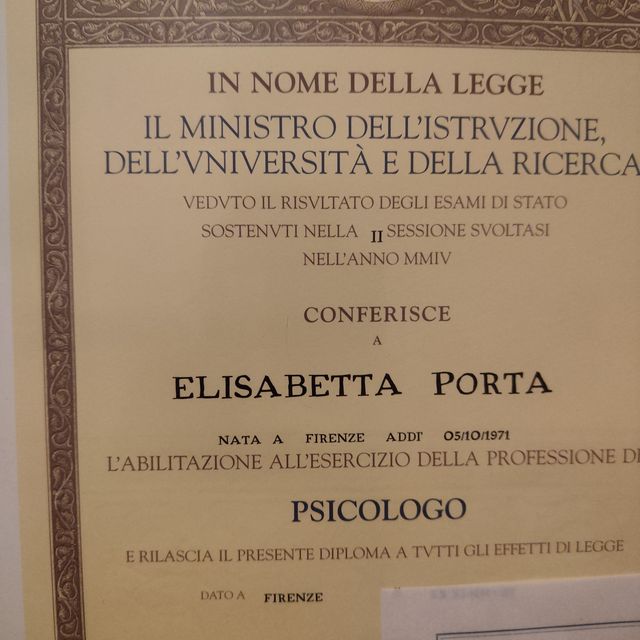 IN NOME DELLA LEGGE
IL MINISTRO DELL'ISTRVZIONE,
DELL'VNIVERSITÀ E DELLA RICERCA
VEDVTO IL RISVLTATO DEGLI ESAMI DI STATO
SOSTENVTI NELLA II SESSIONE SVOLTASI
NELL'ANNO MMIV
CONFERISCE
A
ELISABETTA PORTA
NATA A FIRENZE ADDI' 05/10/1971
L'ABILITAZIONE ALL'ESERCIZIO DELLA PROFESSIONE DI
PSICOLOGO
E RILASCIA IL PRESENTE DIPLOMA A TVTTI GLI EFFETTI DI LEGGE
DATO A FIRENZE